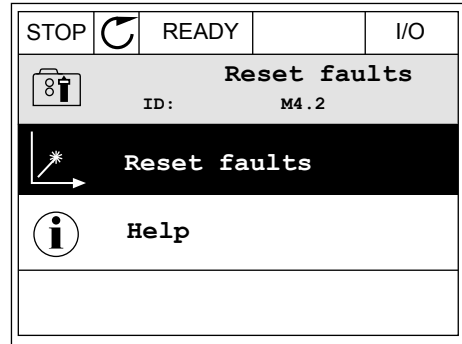 STOP READY I/O
Reset faults
ID: M4.2
Reset faults
Help